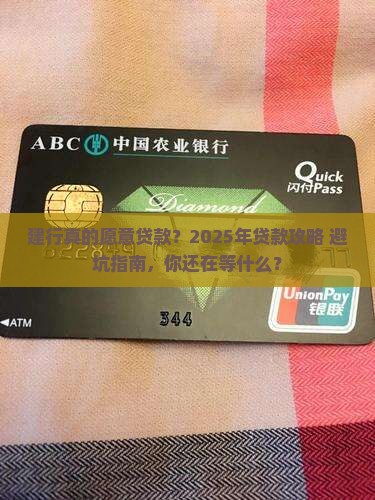 ABC 中国农业银行
Diamond
Quick
闪付Pass
建行真的愿意贷款？2025年贷款攻略 避
坑指南，你还在等什么？
UnionPay
银联
◀ATM
344